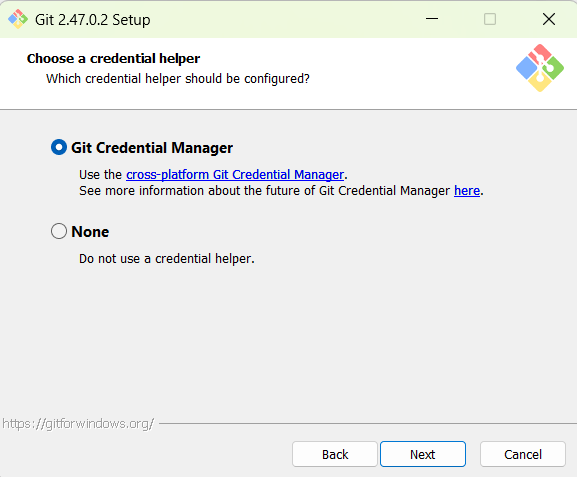 Git 2.47.0.2 Setup
Choose a credential helper
Which credential helper should be configured?
Git Credential Manager
Use the cross-platform Git Credential Manager.
See more information about the future of Git Credential Manager here.
None
Do not use a credential helper.
https://gitforwindows.org/
Back Next Cancel